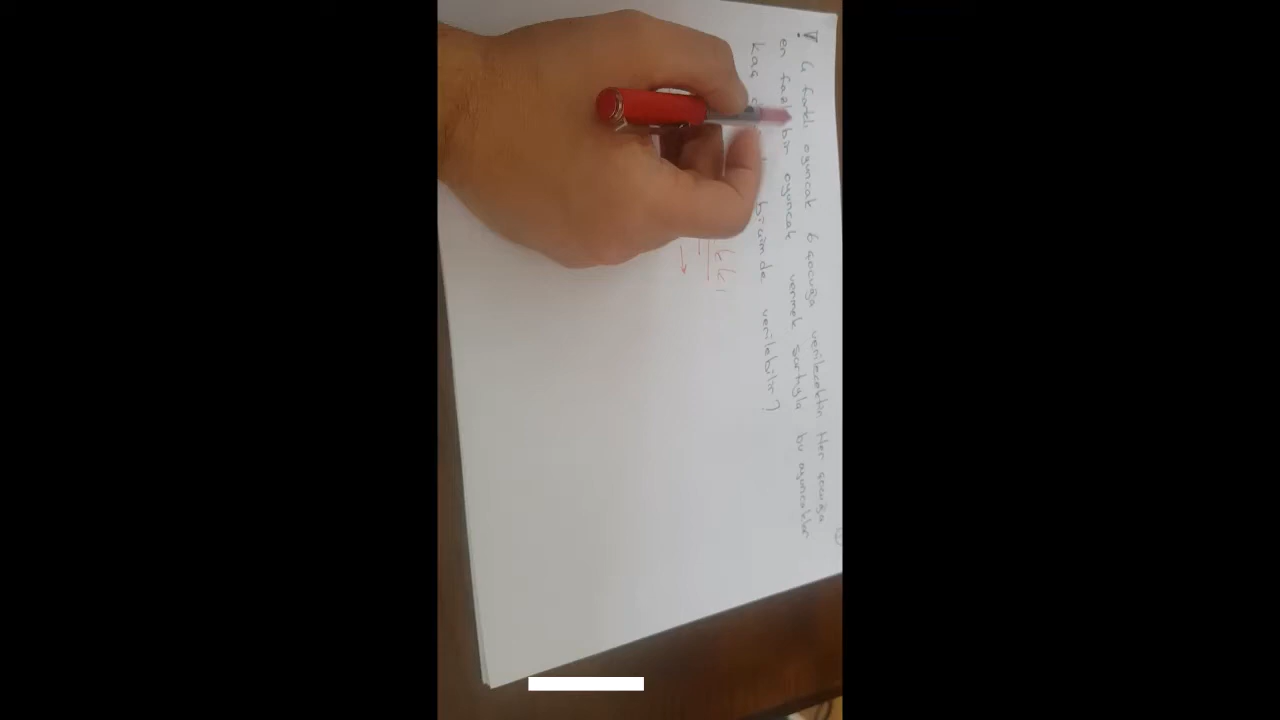 ! 4 farklı oyuncak 6 çocuğa verilecektir. Her çocuğa
en fazla bir oyuncak vermek şartıyla bu oyuncaklar
kaç biçimde verilebilir?